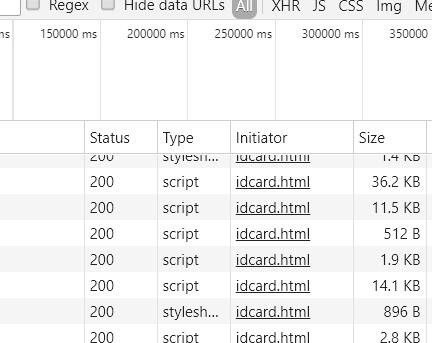 Regex Hide data URLs All XHR JS CSS Img
ms 150000 ms 200000 ms 250000 ms 300000 ms 350000
Status Type Initiator Size
200 stylesh... idcard.html 1.4 KB
200 script idcard.html 36.2 KB
200 script idcard.html 11.5 KB
200 script idcard.html 512 B
200 script idcard.html 1.9 KB
200 script idcard.html 14.1 KB
200 stylesh... idcard.html 896 B
200 script idcard.html 2.8 KB